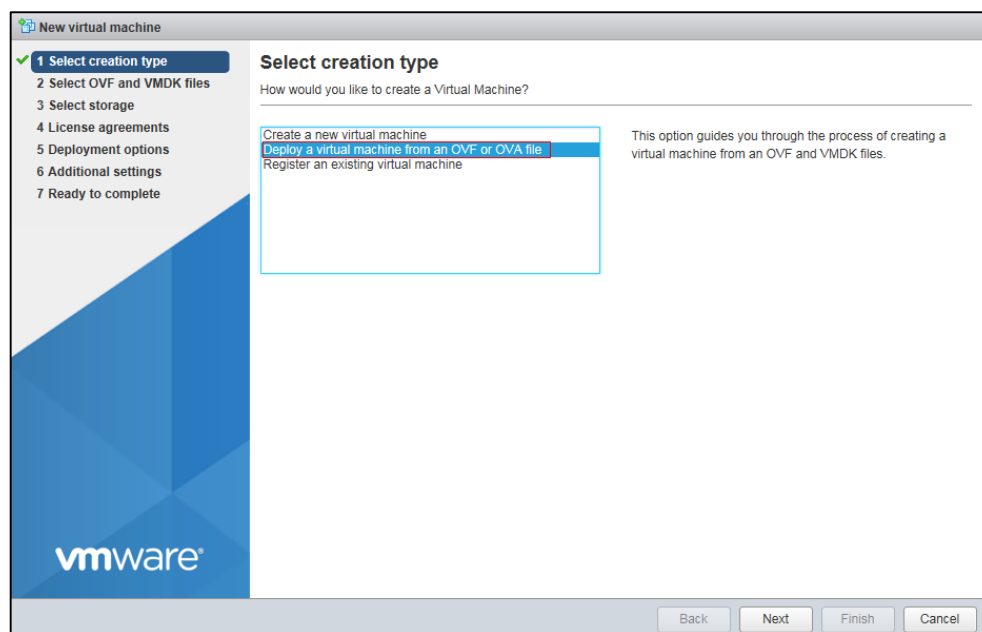 New virtual machine
1 Select creation type
2 Select OVF and VMDK files
3 Select storage
4 License agreements
5 Deployment options
6 Additional settings
7 Ready to complete
vmware®
Select creation type
How would you like to create a Virtual Machine?
Create a new virtual machine
Deploy a virtual machine from an OVF or OVA file
Register an existing virtual machine
This option guides you through the process of creating a
virtual machine from an OVF and VMDK files.
Back Next Finish Cancel